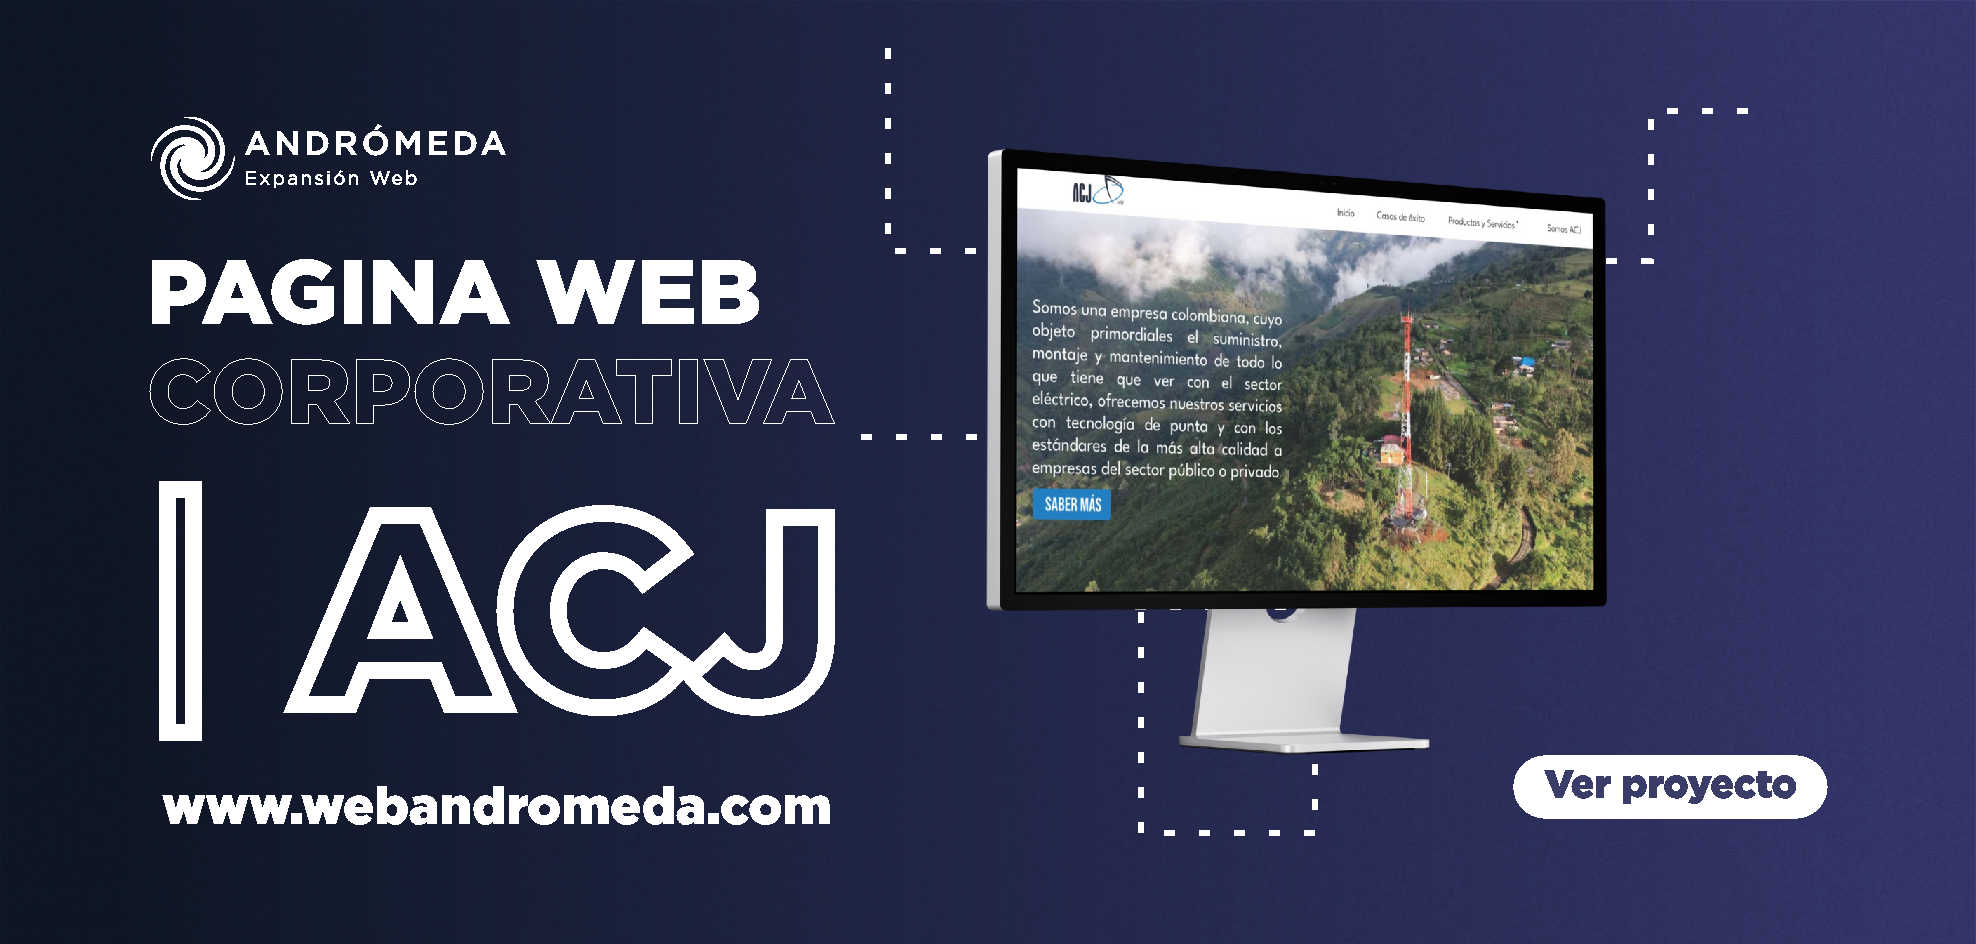 ANDRÓMEDA
Expansión Web
PAGINA WEB
CORPORATIVA
| ACJ
www.webandromeda.com
ACJ
Inicio Casos de éxito Productos y Servicios Somos ACJ
Somos una empresa colombiana, cuyo
objeto primordiales el suministro,
montaje y mantenimiento de todo lo
que tiene que ver con el sector
eléctrico, ofrecemos nuestros servicios
con tecnología de punta y con los
estándares de la más alta calidad a
empresas del sector público o privado
SABER MÁS
Ver proyecto